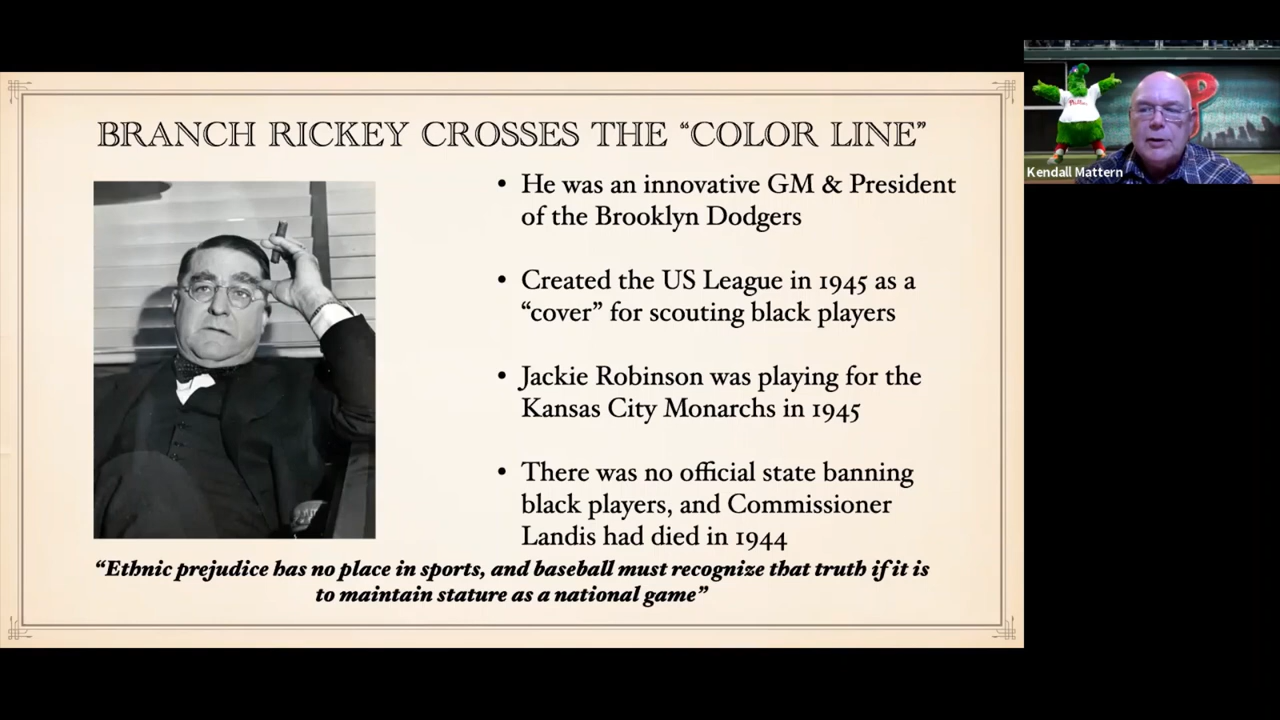 BRANCH RICKEY CROSSES THE “COLOR LINE”
• He was an innovative GM & President
of the Brooklyn Dodgers
• Created the US League in 1945 as a
“cover” for scouting black players
• Jackie Robinson was playing for the
Kansas City Monarchs in 1945
• There was no official state banning
black players, and Commissioner
Landis had died in 1944
“Ethnic prejudice has no place in sports, and baseball must recognize that truth if it is
to maintain stature as a national game”
Phillies
P
Kendall Mattern